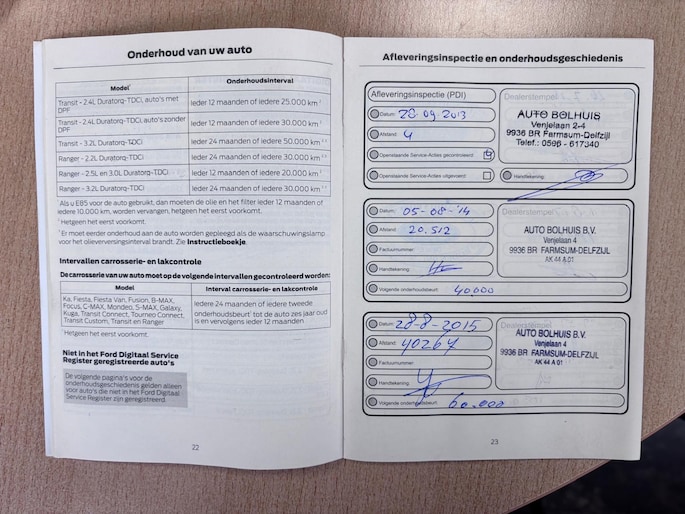 Onderhoud van uw auto
Model Onderhoudsinterval
Transit - 2.4L Duratorq-TDCi, auto's met DPF Ieder 12 maanden of iedere 25.000 km
Transit - 2.4L Duratorq-TDCi, auto's zonder DPF Ieder 12 maanden of iedere 30.000 km
Transit - 3.2L Duratorq-TDCi Ieder 24 maanden of iedere 50.000 km
Ranger - 2.2L Duratorq-TDCi Ieder 24 maanden of iedere 30.000 km
Ranger - 2.5L en 3.0L Duratorq-TDCi Ieder 12 maanden of iedere 20.000 km
Ranger - 3.2L Duratorq-TDCi Ieder 24 maanden of iedere 30.000 km
Als u E85 voor de auto gebruikt, dan moeten de olie en het filter ieder 12 maanden of
iedere 10.000 km, worden vervangen, hetgeen het eerst voorkomt.
Hetgeen het eerst voorkomt.
Er moet eerder onderhoud aan de auto worden gepleegd als de waarschuwingslamp
voor het olieverversingsinterval brandt. Zie Instructieboekje.
Intervallen carrosserie- en lakcontrole
De carrosserie van uw auto moet op de volgende intervallen gecontroleerd worden:
Model Interval carrosserie- en lakcontrole
Ka, Fiesta, Fiesta Van, Fusion, B-MAX,
Focus, C-MAX, Mondeo, S-MAX, Galaxy,
Kuga, Transit Connect, Tourneo Connect,
Transit Custom, Transit en Ranger
Iedere 24 maanden of iedere tweede
onderhoudsbeurt tot de auto zes jaar oud
is en vervolgens ieder 12 maanden
Hetgeen het eerst voorkomt.
Niet in het Ford Digitaal Service
Register geregistreerde auto's
De volgende pagina's voor de
onderhoudsgeschiedenis gelden alleen
voor auto's die niet in het Ford Digitaal
Service Register zijn geregistreerd.
22
Afleveringsinspectie en onderhoudsgeschiedenis
Afleveringsinspectie (PDI)
Datum: 28 09 2013
Afstand: 4
Openstaande Service-Acties gecontroleerd:
Openstaande Service-Acties uitgevoerd:
Dealerstempel
AUTO BOLHUIS
Venjelaan 2-4
9936 BR Farmsum-Delfzijl
Telef.: 0596 - 617340
Handtekening:
Datum: 05-08-'14
Afstand: 20.512
Factuurnummer:
Handtekening:
Volgende onderhoudsbeurt: 40.000
Dealerstempel
AUTO BOLHUIS B.V.
Venjelaan 4
9936 BR FARMSUM-DELFZIJL
AK 44 A 01
Datum: 28-8-2015
Afstand: 40264
Factuurnummer:
Handtekening:
Volgende onderhoudsbeurt: 60.000
Dealerstempel
AUTO BOLHUIS B.V.
Venjelaan 4
9936 BR FARMSUM-DELFZIJL
AK 44 A 01
23